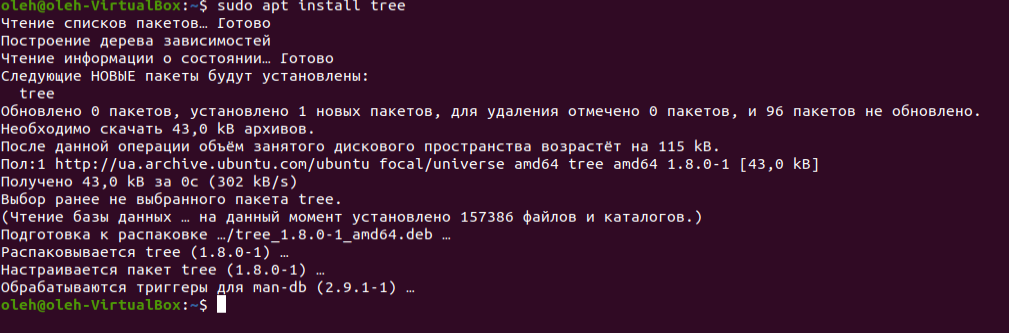 oleh@oleh-VirtualBox:~$ sudo apt install tree
Чтение списков пакетов… Готово
Построение дерева зависимостей
Чтение информации о состоянии… Готово
Следующие НОВЫЕ пакеты будут установлены:
  tree
Обновлено 0 пакетов, установлено 1 новых пакетов, для удаления отмечено 0 пакетов, и 96 пакетов не обновлено.
Необходимо скачать 43,0 kB архивов.
После данной операции объём занятого дискового пространства возрастёт на 115 kB.
Пол:1 http://ua.archive.ubuntu.com/ubuntu focal/universe amd64 tree amd64 1.8.0-1 [43,0 kB]
Получено 43,0 kB за 0с (302 kB/s)
Выбор ранее не выбранного пакета tree.
(Чтение базы данных … на данный момент установлено 157386 файлов и каталогов.)
Подготовка к распаковке …/tree_1.8.0-1_amd64.deb …
Распаковывается tree (1.8.0-1) …
Настраивается пакет tree (1.8.0-1) …
Обрабатываются триггеры для man-db (2.9.1-1) …
oleh@oleh-VirtualBox:~$